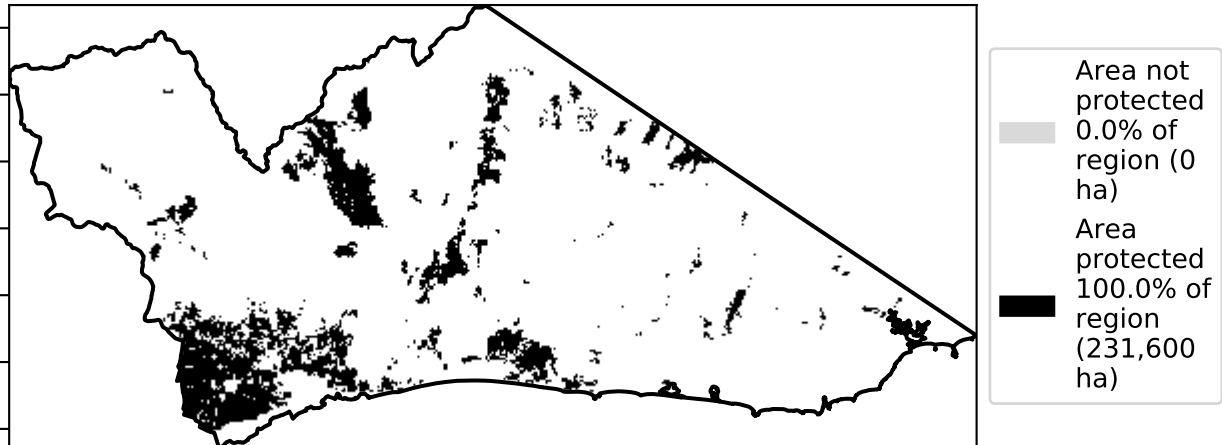 Area not
protected
0.0% of
region (0
ha)
Area
protected
100.0% of
region
(231,600
ha)